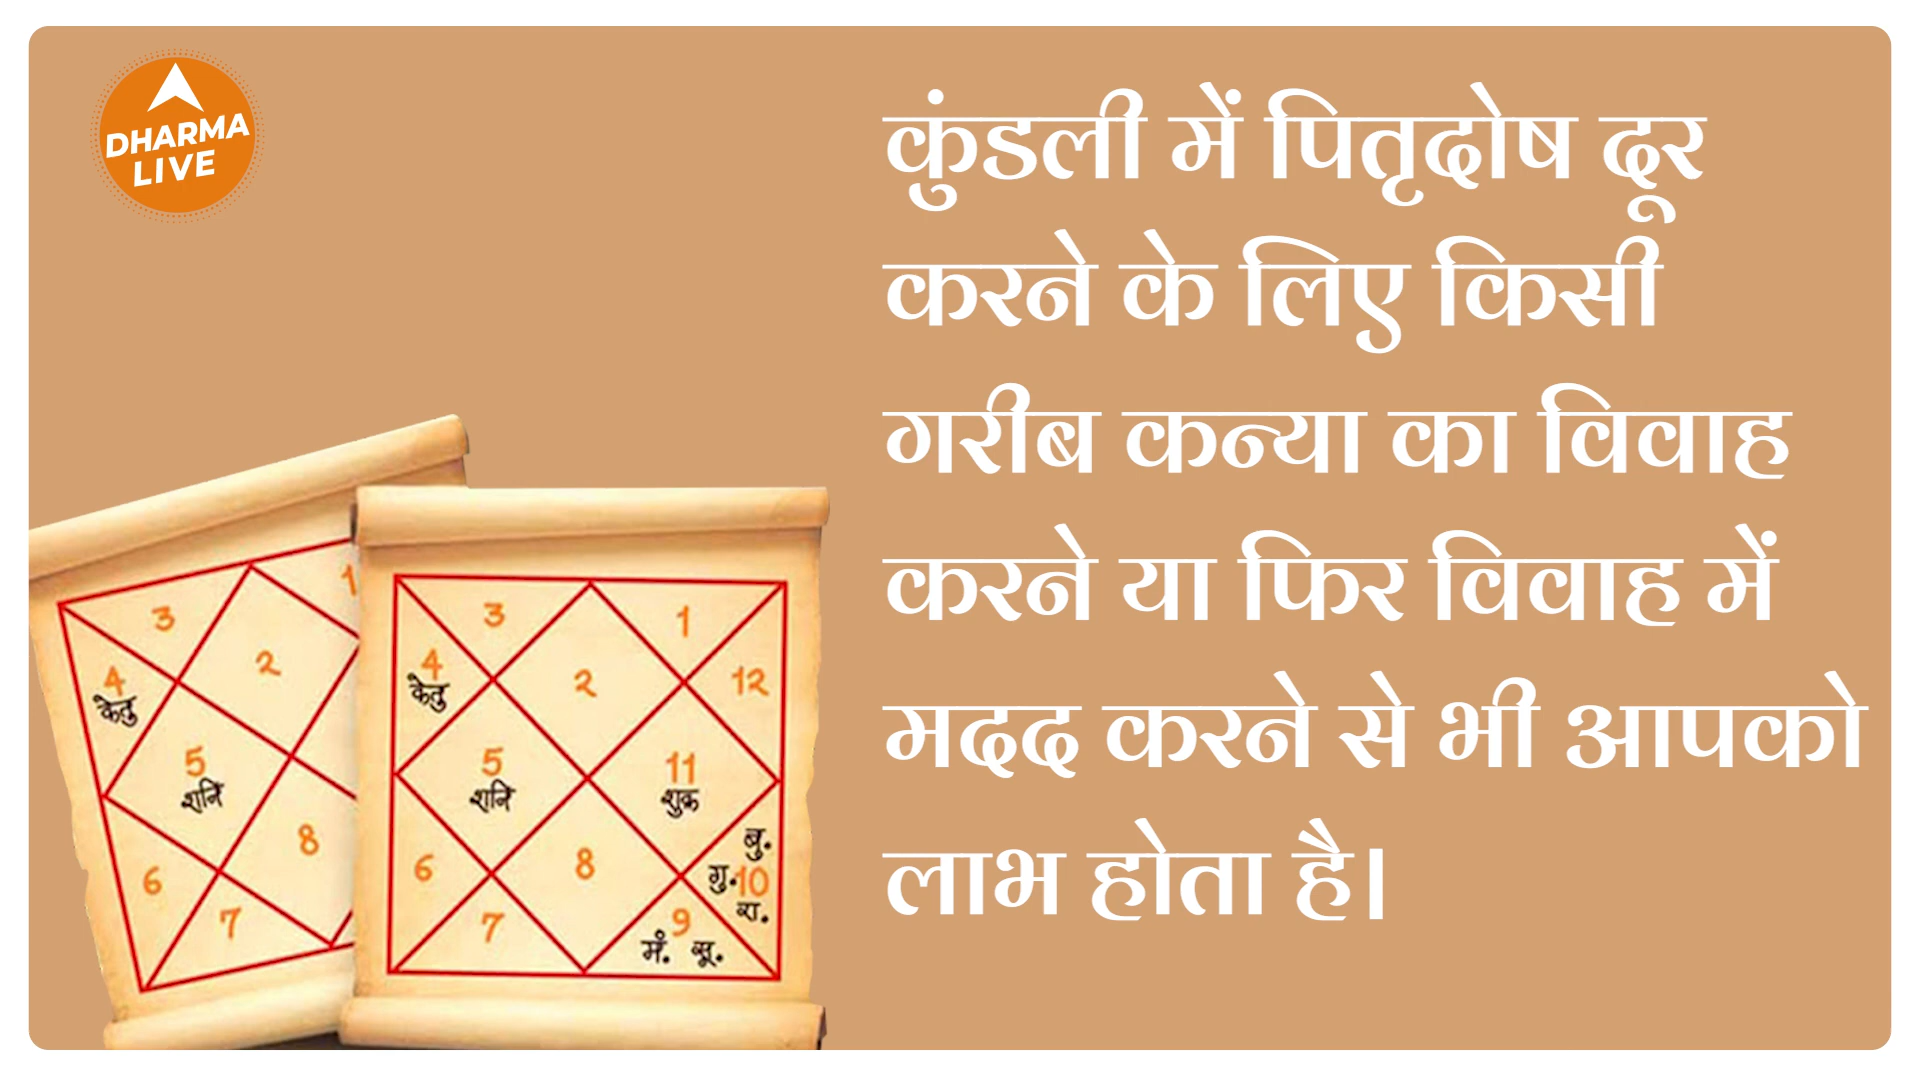 DHARMA
LIVE
कुंडली में पितृदोष दूर
करने के लिए किसी
गरीब कन्या का विवाह
करने या फिर विवाह में
मदद करने से भी आपको
लाभ होता है।
3
1
4
केतु
2
5
शनि
8
6
7
3
1
4
केतु
2
12
5
शनि
11
शुक्र
बु.
6
8
गु.
10
रा.
7
9
मं. सू.